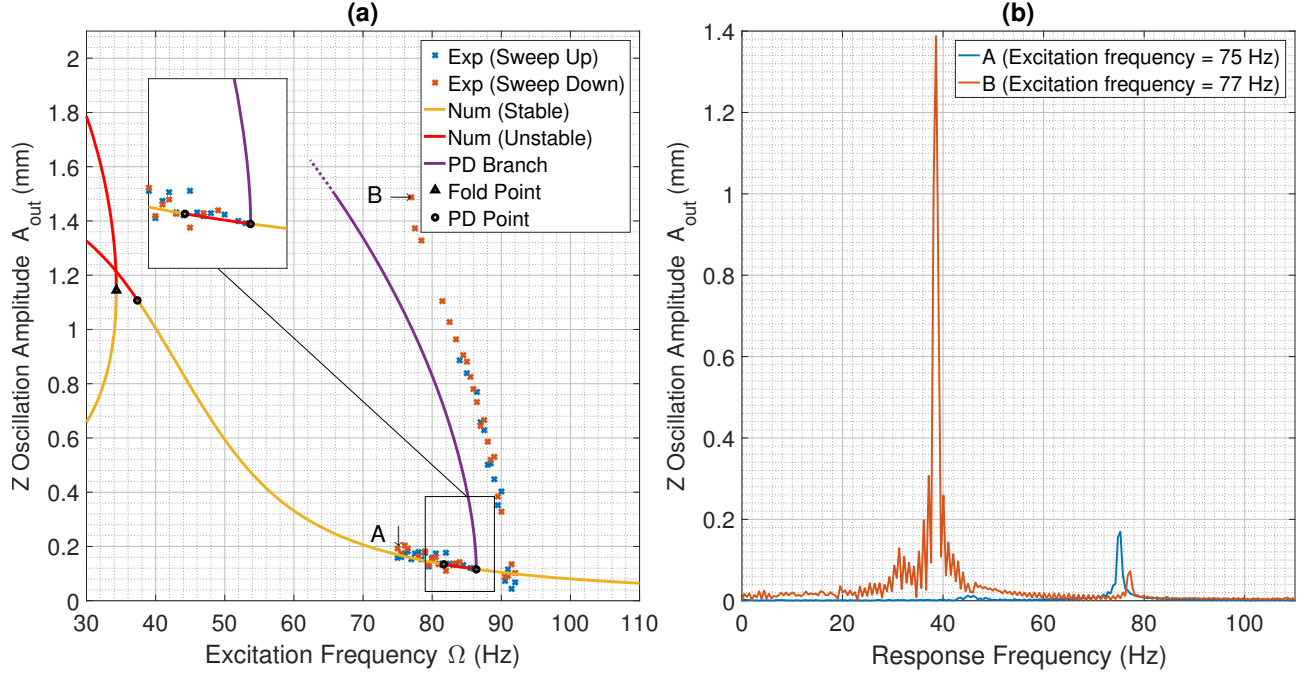 (a)
Z Oscillation Amplitude A_out (mm)
2
1.8
1.6
1.4
1.2
1
0.8
0.6
0.4
0.2
0
30
40
50
60
70
80
90
100
110
Excitation Frequency Ω (Hz)
Exp (Sweep Up)
Exp (Sweep Down)
Num (Stable)
Num (Unstable)
PD Branch
Fold Point
PD Point
B
A
(b)
Z Oscillation Amplitude A_out (mm)
1.4
1.2
1
0.8
0.6
0.4
0.2
0
0
20
40
60
80
100
Response Frequency (Hz)
A (Excitation frequency = 75 Hz)
B (Excitation frequency = 77 Hz)